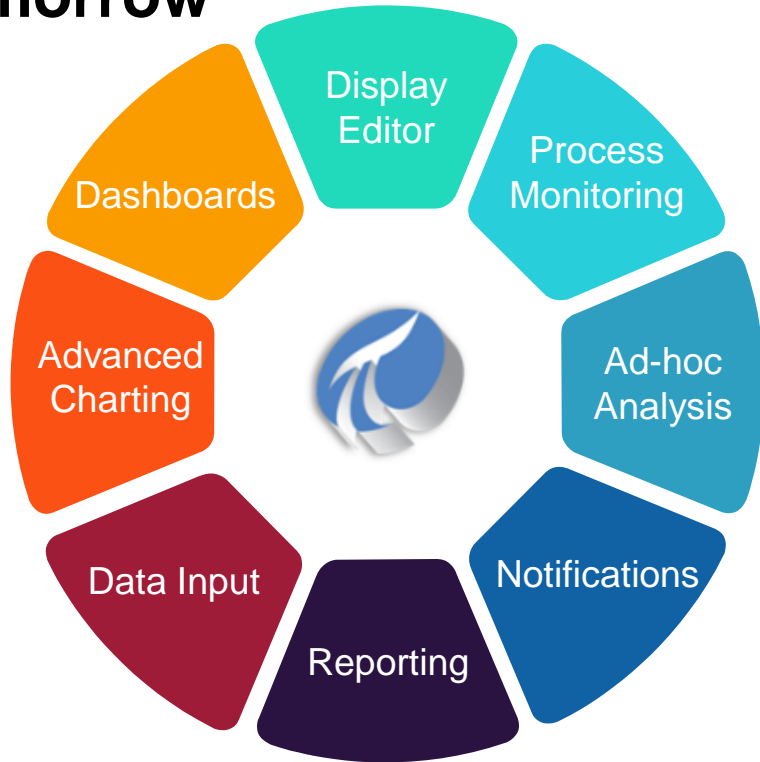 Display
Editor
Process
Monitoring
Ad-hoc
Analysis
Notifications
Reporting
Data Input
Advanced
Charting
Dashboards